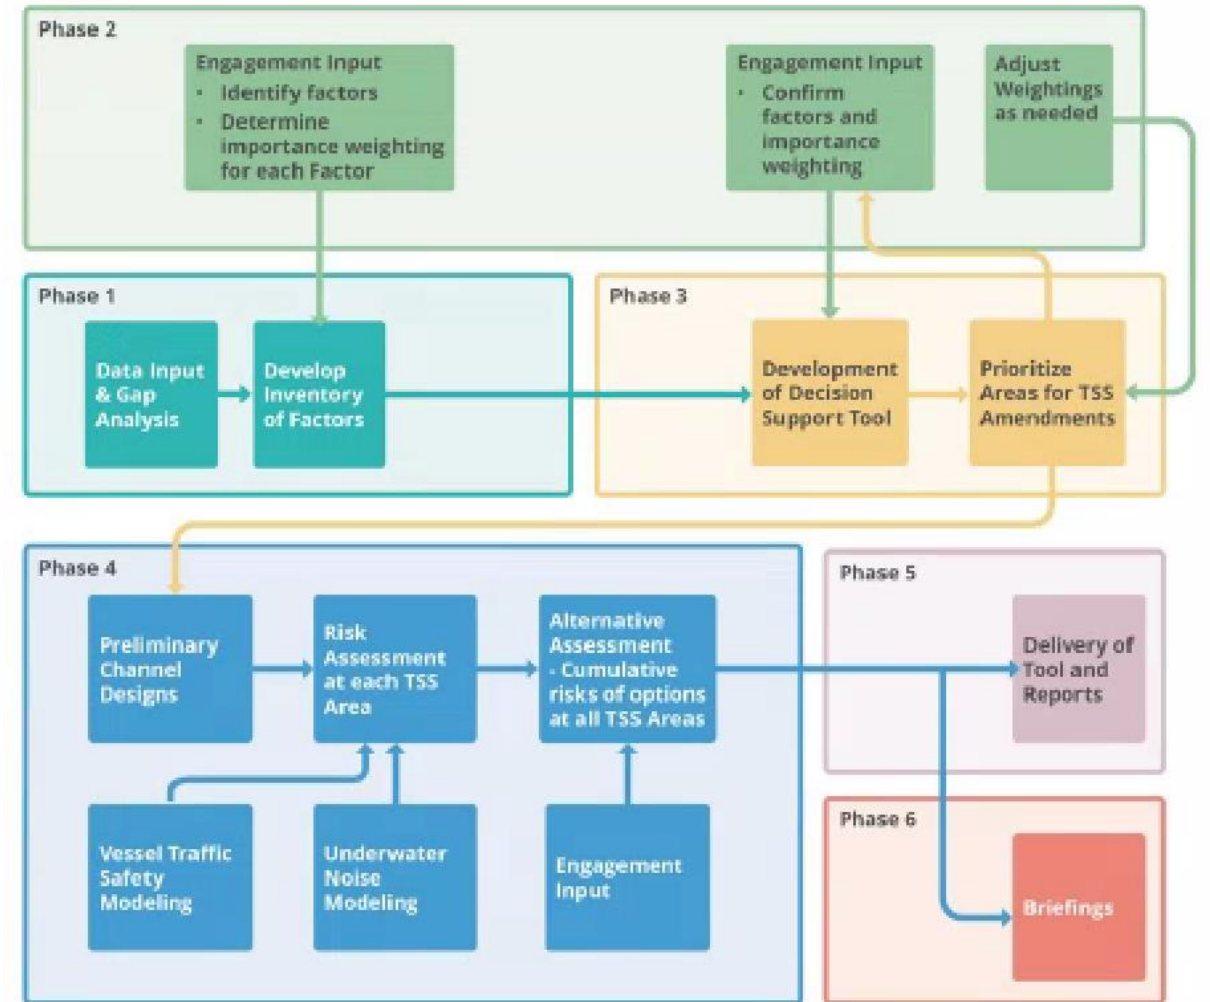 Phase 2
Engagement Input
· Identify factors
· Determine
importance weighting
for each Factor
Engagement Input
· Confirm
factors and
importance
weighting
Adjust
Weightings
as needed
Phase 1
Data Input
& Gap
Analysis
Develop
Inventory
of Factors
Phase 3
Development
of Decision
Support Tool
Prioritize
Areas for TSS
Amendments
Phase 4
Preliminary
Channel
Designs
Risk
Assessment
at each TSS
Area
Alternative
Assessment
- Cumulative
risks of options
at all TSS Areas
Vessel Traffic
Safety
Modeling
Underwater
Noise
Modeling
Engagement
Input
Phase 5
Delivery of
Tool and
Reports
Phase 6
Briefings